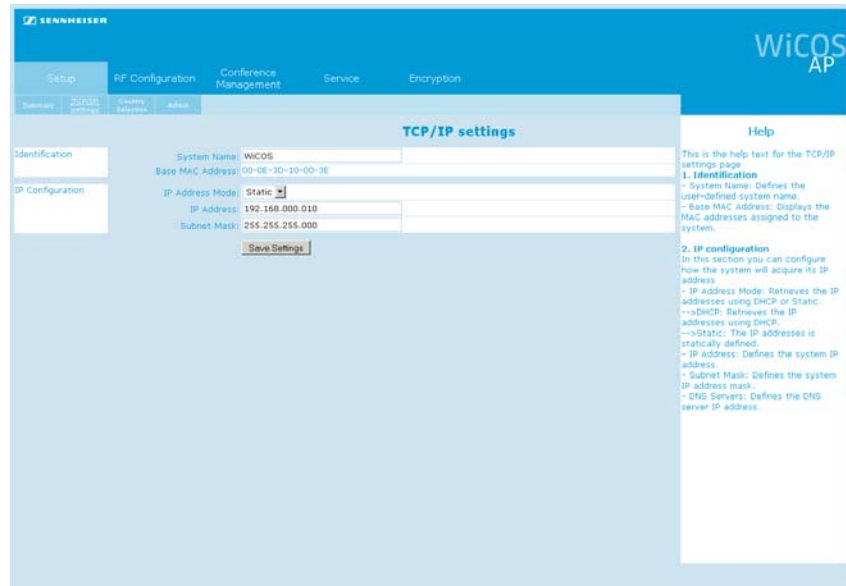 SENNHEISER
WiCOS
AP
Setup
RF Configuration
Conference
Management
Service
Encryption
Summary
TCP/IP
settings
Country
Selection
Admin
TCP/IP settings
Identification
System Name: WiCOS
Base MAC Address: 00-0E-3D-10-00-3E
IP Configuration
IP Address Mode: Static
IP Address: 192.168.000.010
Subnet Mask: 255.255.255.000
Save Settings
Help
This is the help text for the TCP/IP
settings page
1. Identification
- System Name: Defines the
user-defined system name.
- Base MAC Address: Displays the
MAC addresses assigned to the
system.
2. IP configuration
In this section you can configure
how the system will acquire its IP
address
- IP Address Mode: Retrieves the IP
addresses using DHCP or Static.
-->DHCP: Retrieves the IP
addresses using DHCP.
-->Static: The IP addresses is
statically defined.
- IP Address: Defines the system IP
address.
- Subnet Mask: Defines the system
IP address mask.
- DNS Servers: Defines the DNS
server IP address.